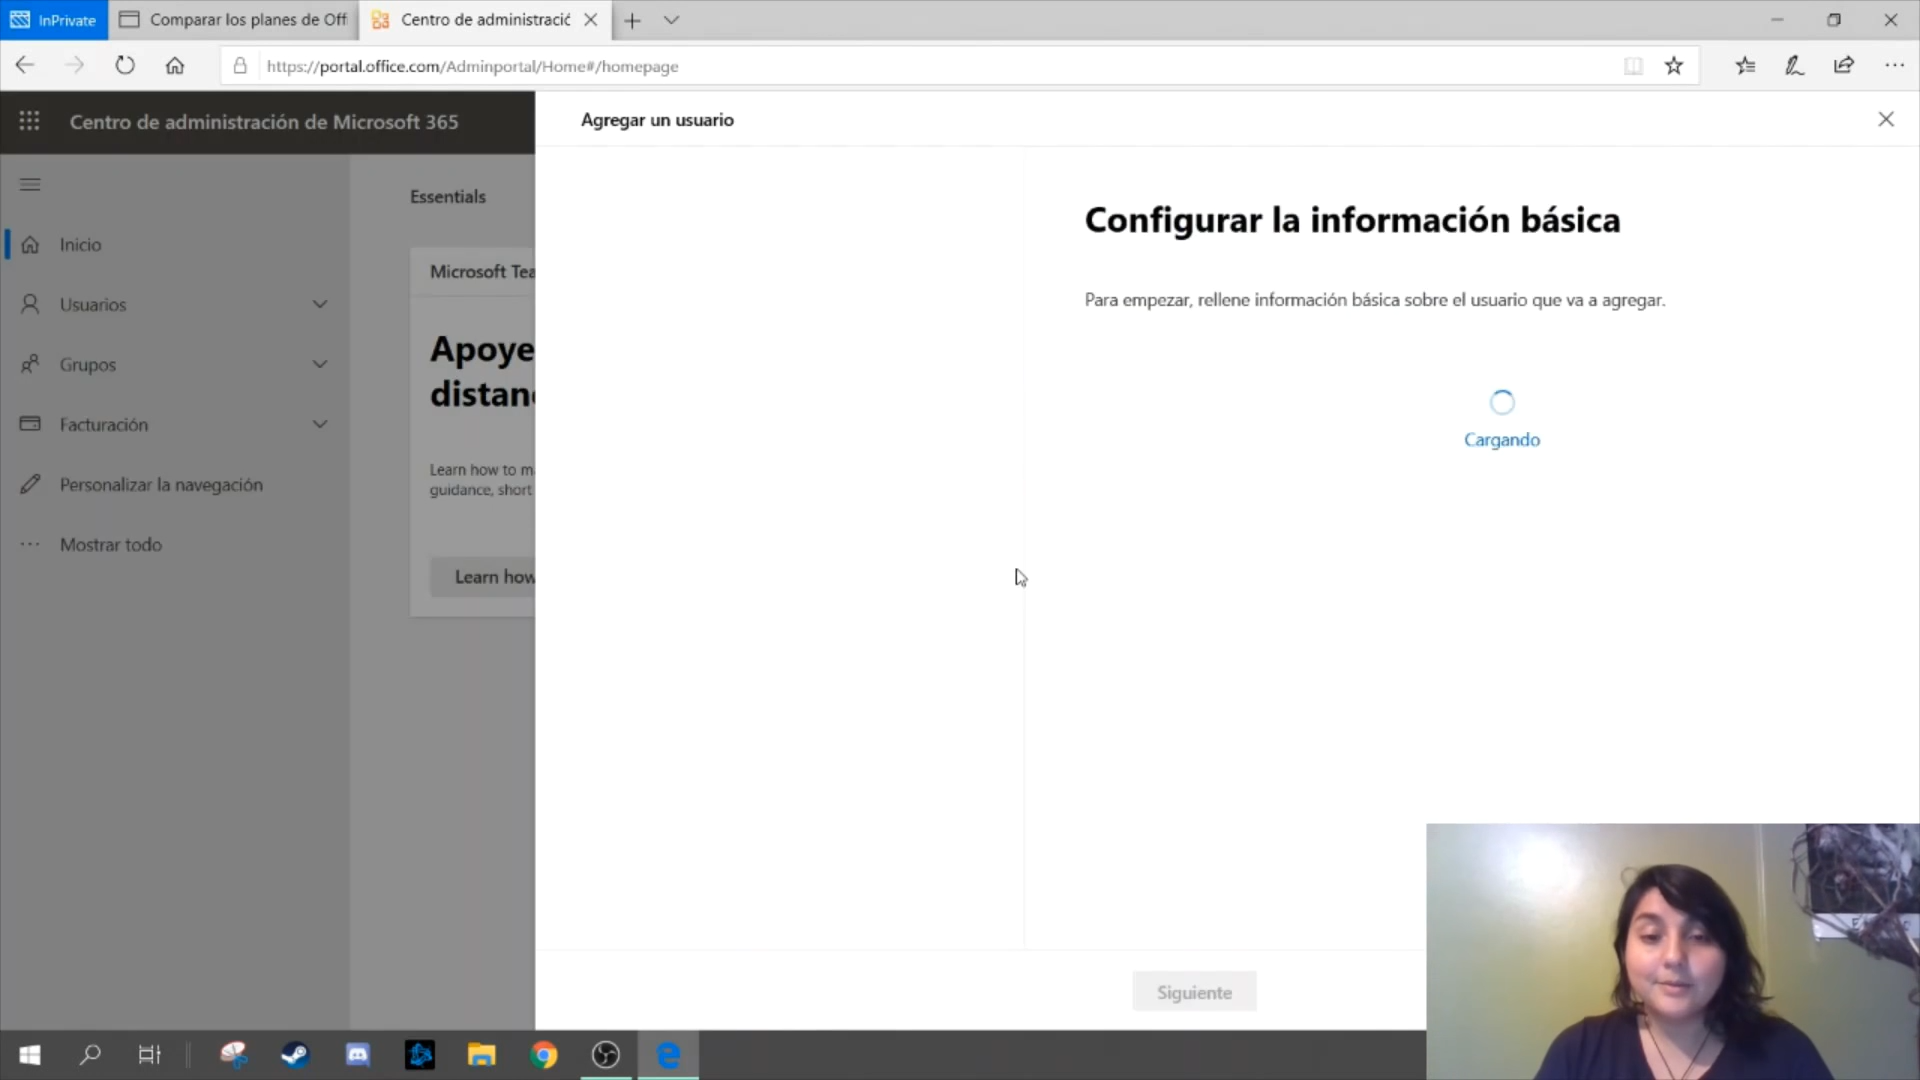 InPrivate
Comparar los planes de Offi
Centro de administració
https://portal.office.com/Adminportal/Home#/homepage
Centro de administración de Microsoft 365
Agregar un usuario
Essentials
Inicio
Usuarios
Grupos
Facturación
Personalizar la navegación
Mostrar todo
Microsoft Tea
Apoye
distanc
Learn how to m
guidance, short
Learn how
Configurar la información básica
Para empezar, rellene información básica sobre el usuario que va a agregar.
Cargando
Siguiente